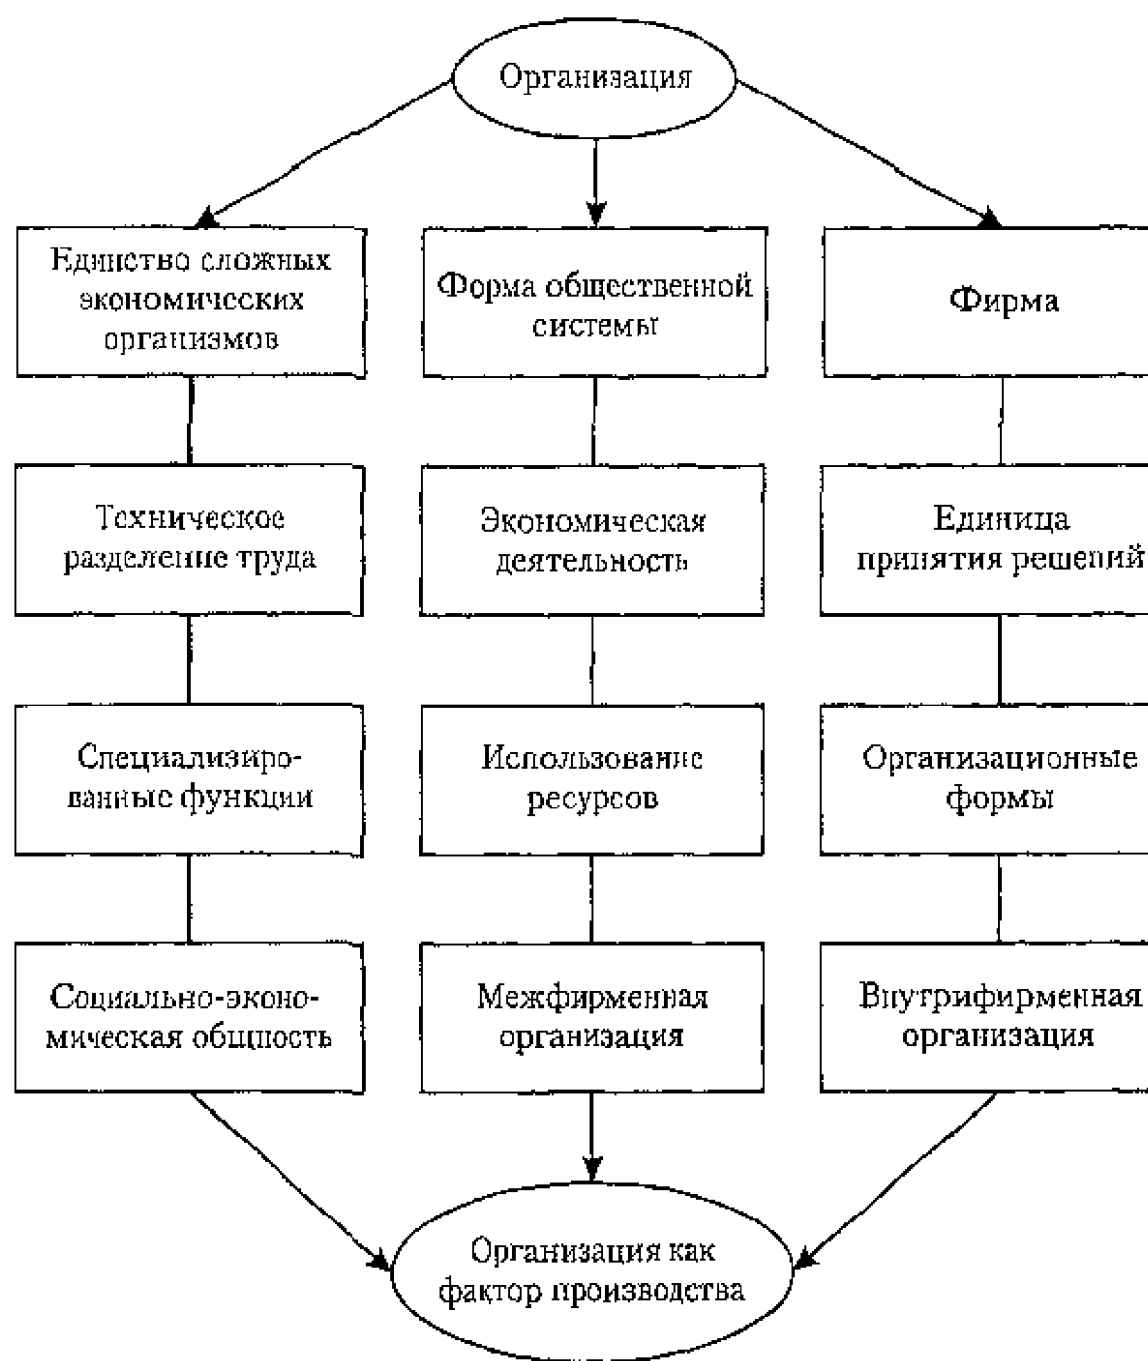 Организация
Единство сложных
экономических
организмов
Форма общественной
системы
Фирма
Техническое
разделение труда
Экономическая
деятельность
Единица
принятия решений
Специализиро-
ванные функции
Использование
ресурсов
Организационные
формы
Социально-эконо-
мическая общность
Межфирменная
организация
Внутрифирменная
организация
Организация как
фактор производства